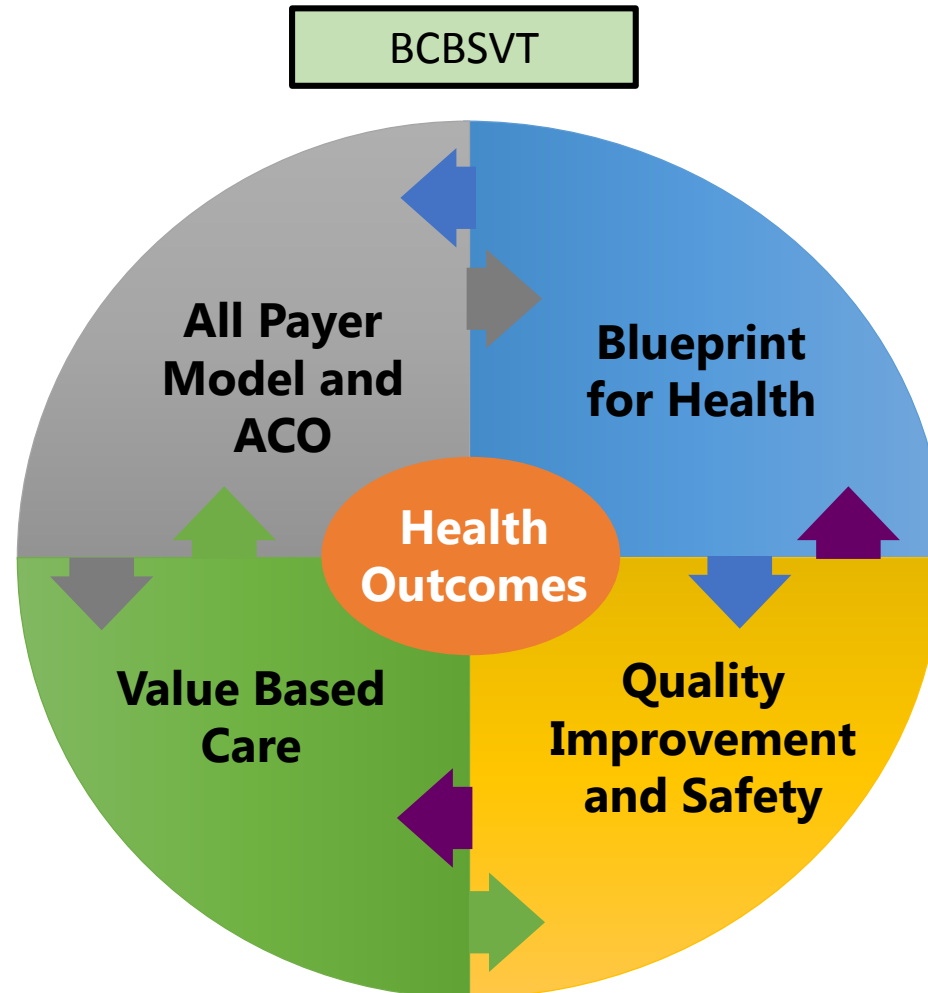 BCBSVT
All Payer
Model and
ACO
Blueprint
for Health
Health
Outcomes
Value Based
Care
Quality
Improvement
and Safety